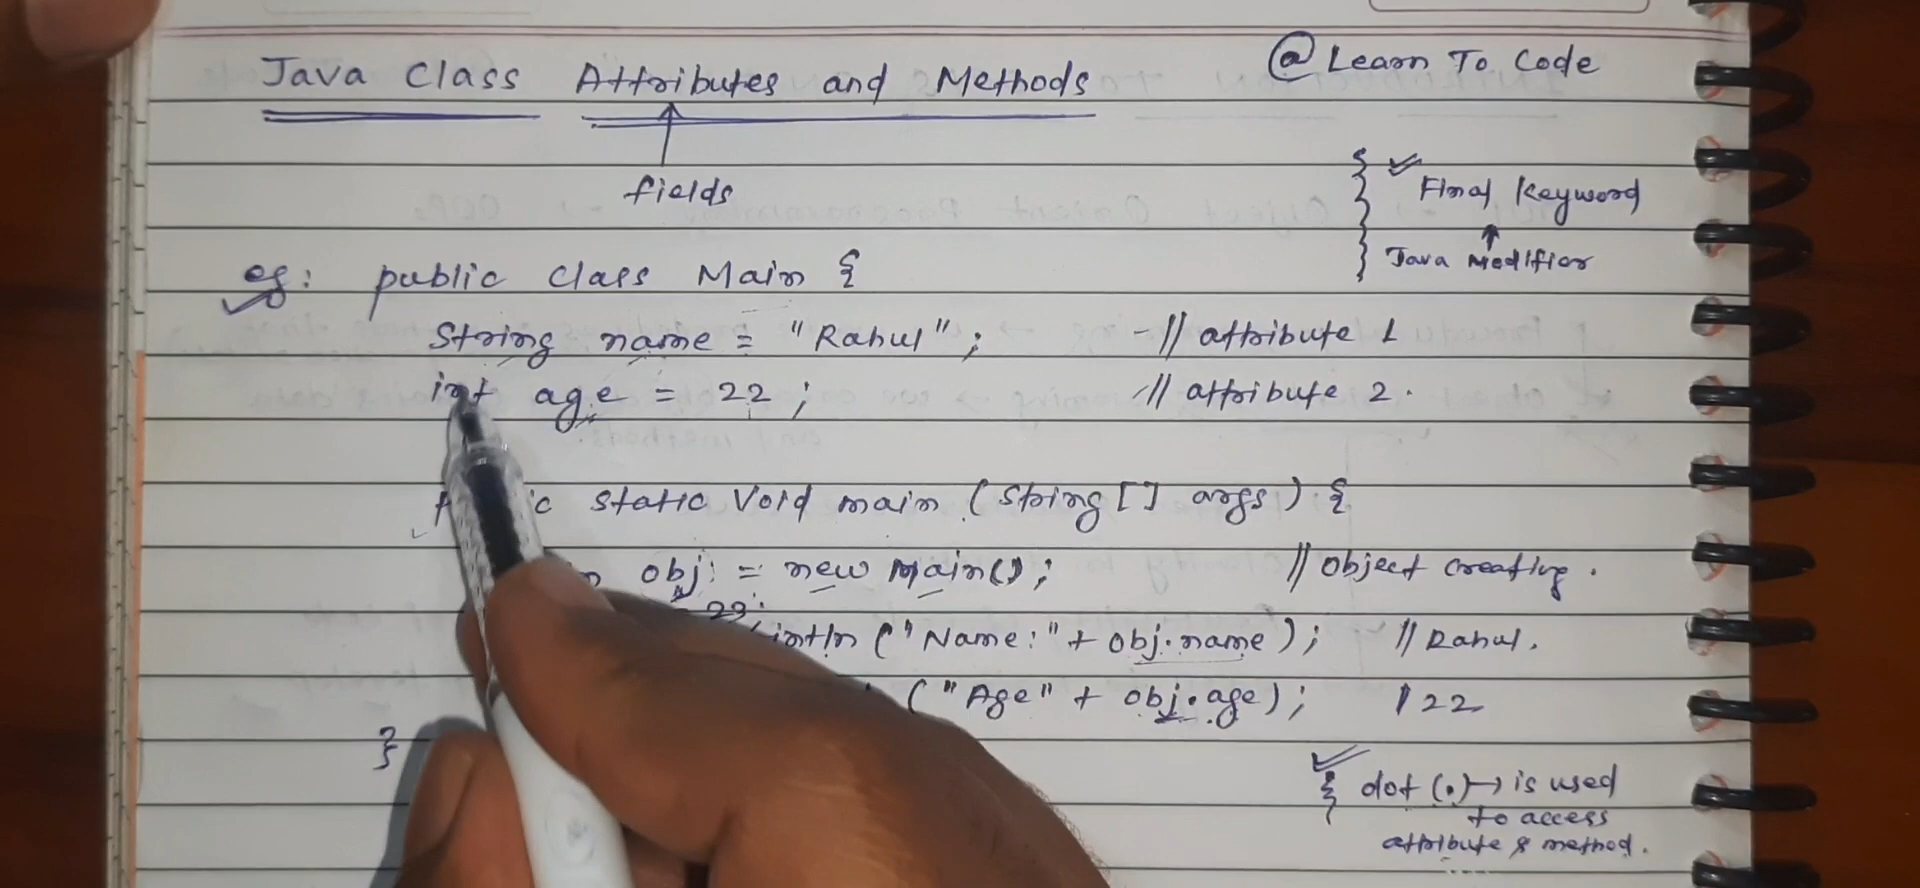 Java Class Attributes and Methods
@ Learn To Code
fields
Final Keyword
Java Modifier
eg: public class Main {
String name = "Rahul"; -// attribute 1
int age = 22; // attribute 2.
static void main (String [] args) {
obj = new Main(); // Object creating.
22;
("Name:" + obj.name); // Rahul.
("Age" + obj.age); / 22
}
dot (.) → is used
to access
attribute & method.